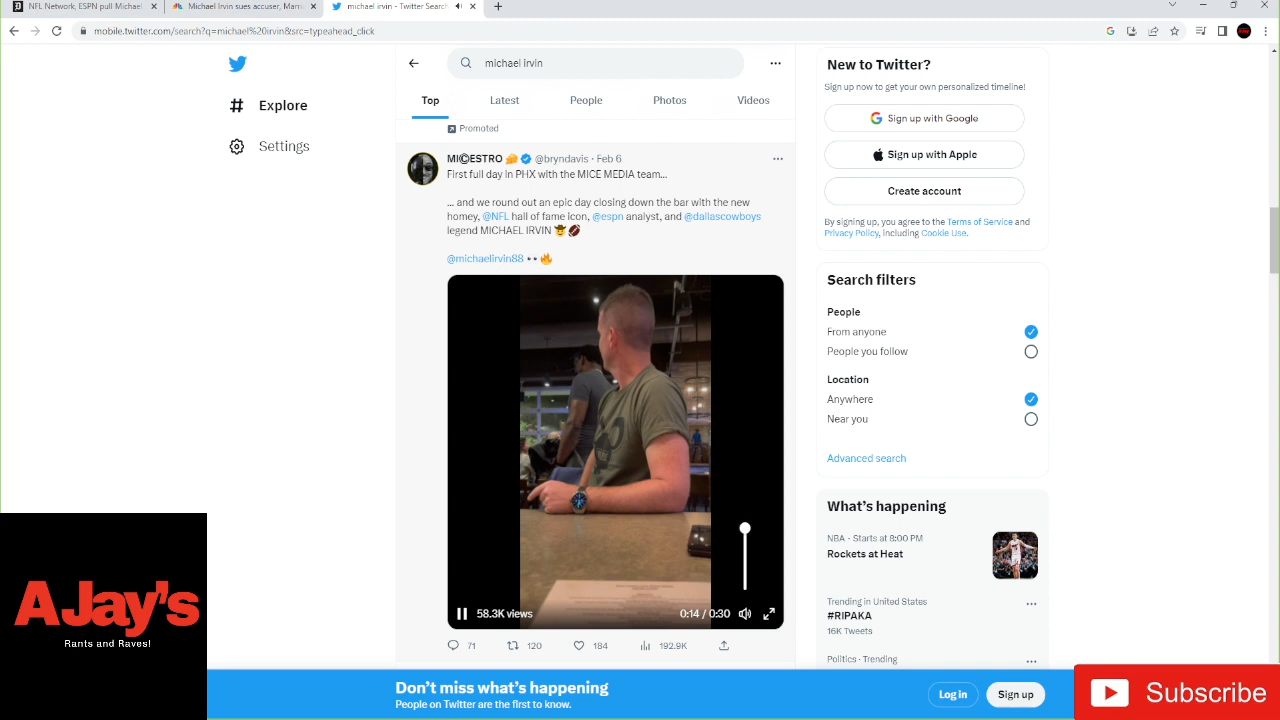 NFL Network, ESPN pull Michael
Michael Irvin sues accuser, Marri
michael irvin - Twitter Search
mobile.twitter.com/search?q=michael%20irvin&src=typeahead_click
Explore
Settings
michael irvin
Top
Latest
People
Photos
Videos
Promoted
MI©ESTRO 🧀 @bryndavis · Feb 6
First full day in PHX with the MICE MEDIA team...
... and we round out an epic day closing down the bar with the new
homey, @NFL hall of fame icon, @espn analyst, and @dallascowboys
legend MICHAEL IRVIN 🤠🏈
@michaelirvin88 👀🔥
58.3K views
0:14 / 0:30
71
120
184
192.9K
New to Twitter?
Sign up now to get your own personalized timeline!
Sign up with Google
Sign up with Apple
Create account
By signing up, you agree to the Terms of Service and
Privacy Policy, including Cookie Use.
Search filters
People
From anyone
People you follow
Location
Anywhere
Near you
Advanced search
What's happening
NBA · Starts at 8:00 PM
Rockets at Heat
Trending in United States
#RIPAKA
16K Tweets
Politics · Trending
AJay's
Rants and Raves!
Don't miss what's happening
People on Twitter are the first to know.
Log in
Sign up
Subscribe